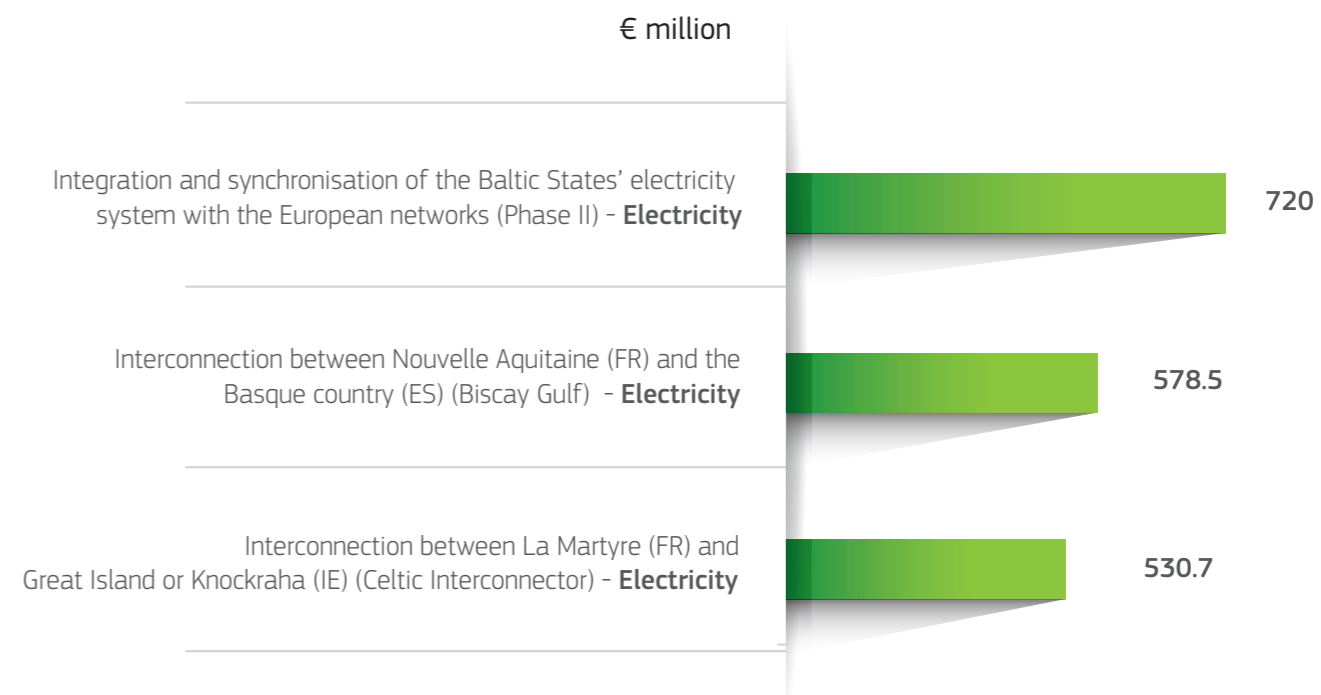 € million
Integration and synchronisation of the Baltic States’ electricity
system with the European networks (Phase II) - Electricity
720
Interconnection between Nouvelle Aquitaine (FR) and the
Basque country (ES) (Biscay Gulf) - Electricity
578.5
Interconnection between La Martyre (FR) and
Great Island or Knockraha (IE) (Celtic Interconnector) - Electricity
530.7